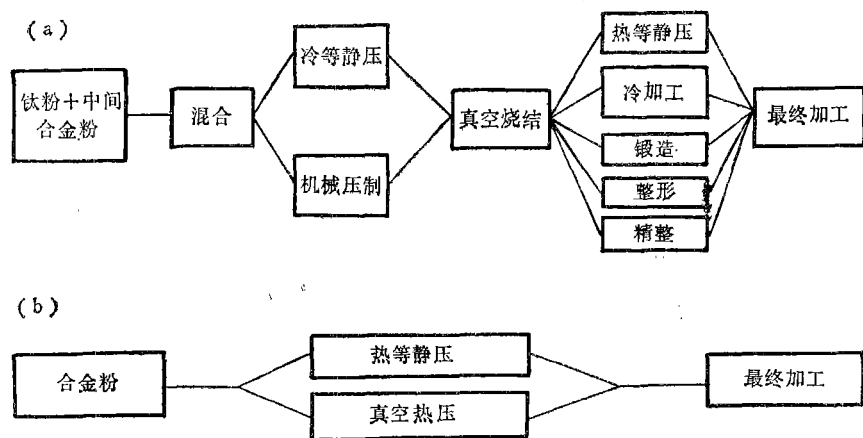 (a)
钛粉+中间
合金粉
混合
冷等静压
机械压制
真空烧结
热等静压
冷加工
锻造
整形
精整
最终加工
(b)
合金粉
热等静压
真空热压
最终加工